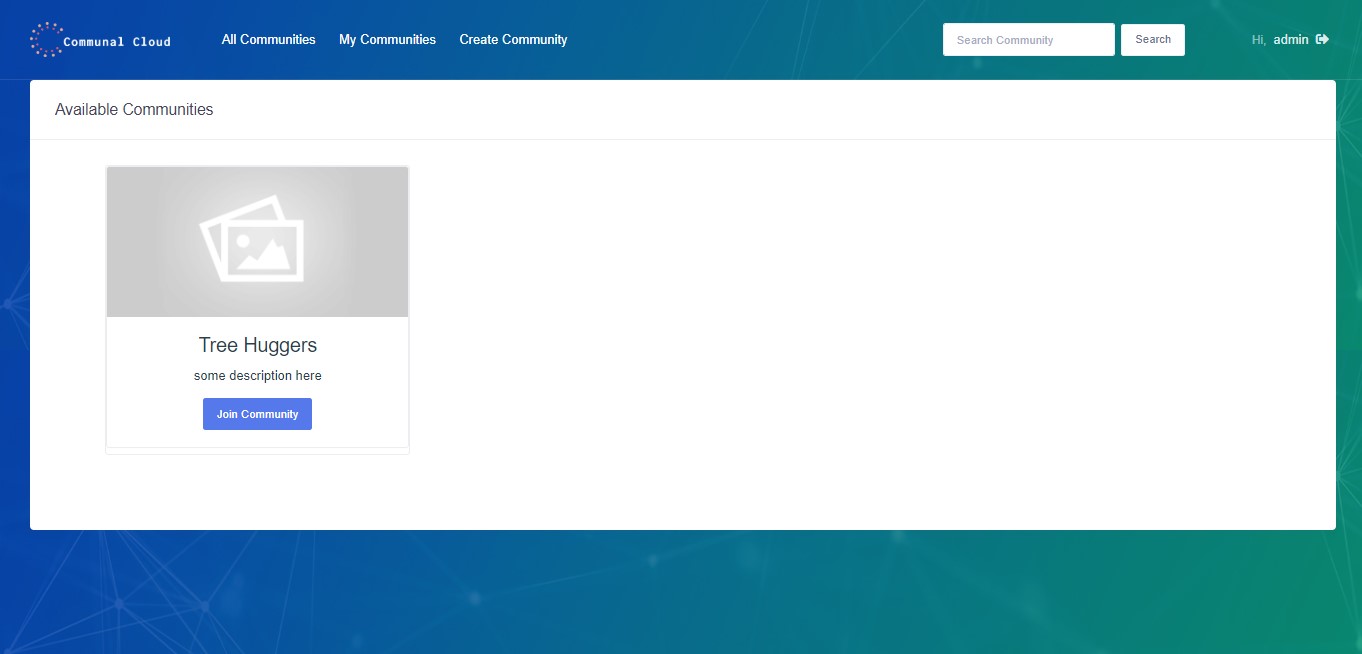 Communal Cloud
All Communities My Communities Create Community
Search Community Search
Hi, admin
Available Communities
Tree Huggers
some description here
Join Community